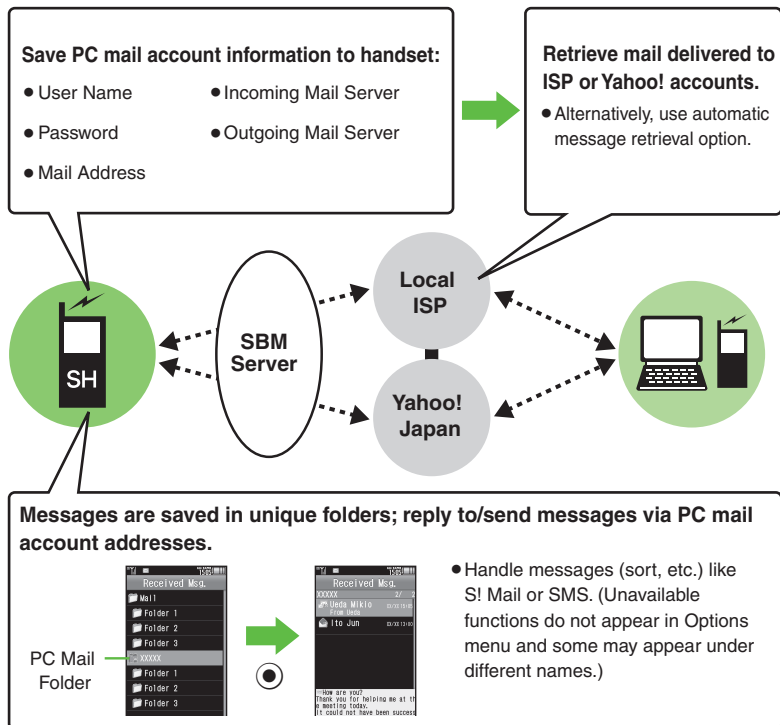 Save PC mail account information to handset:
● User Name
● Incoming Mail Server
● Password
● Outgoing Mail Server
● Mail Address
Retrieve mail delivered to
ISP or Yahoo! accounts.
● Alternatively, use automatic
message retrieval option.
SH
SBM
Server
Local
ISP
Yahoo!
Japan
Messages are saved in unique folders; reply to/send messages via PC mail
account addresses.
PC Mail
Folder
Received Msg.
Mail
Folder 1
Folder 2
Folder 3
XXXXX
Folder 1
Folder 2
Folder 3
Received Msg.
XXXXX 2/ 2
Ueda Mikio
From Ueda
Ito Jun
How are you?
Thank you for helping me at th
e meeting today.
It could not have been success
● Handle messages (sort, etc.) like
S! Mail or SMS. (Unavailable
functions do not appear in Options
menu and some may appear under
different names.)